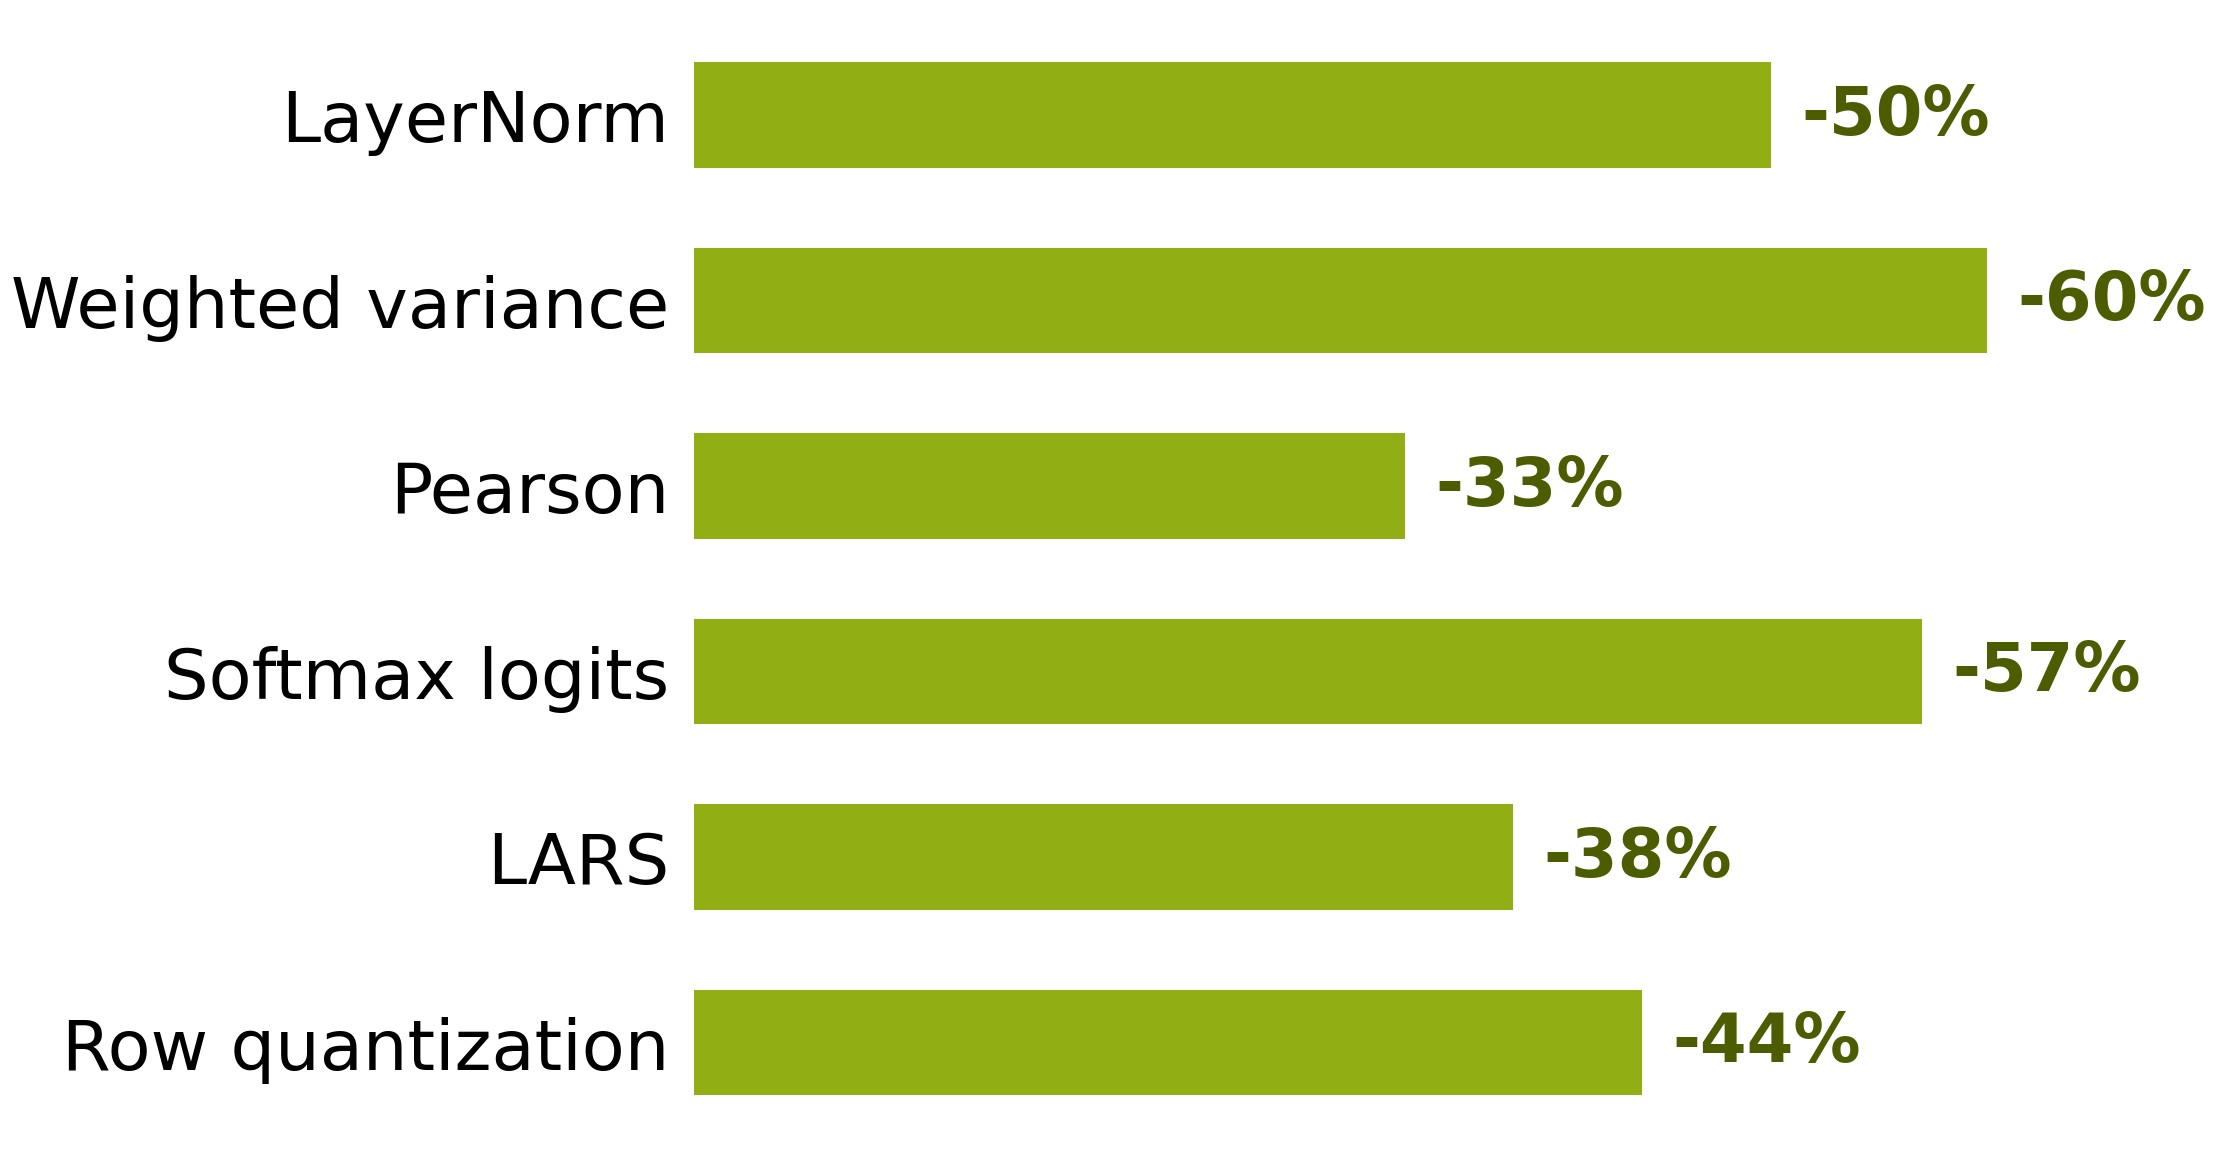 LayerNorm -50%
Weighted variance -60%
Pearson -33%
Softmax logits -57%
LARS -38%
Row quantization -44%